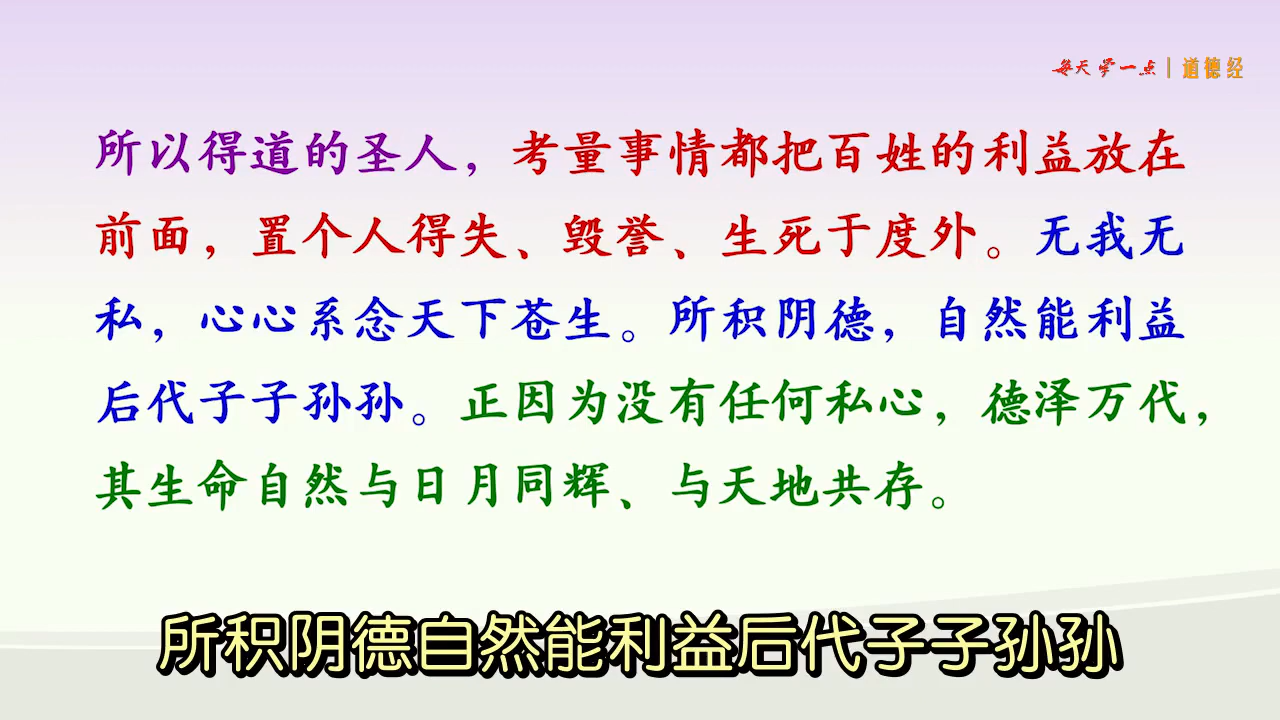 每天学一点|道德经
所以得道的圣人，考量事情都把百姓的利益放在
前面，置个人得失、毁誉、生死于度外。无我无
私，心心系念天下苍生。所积阴德，自然能利益
后代子子孙孙。正因为没有任何私心，德泽万代，
其生命自然与日月同辉、与天地共存。
所积阴德自然能利益后代子子孙孙